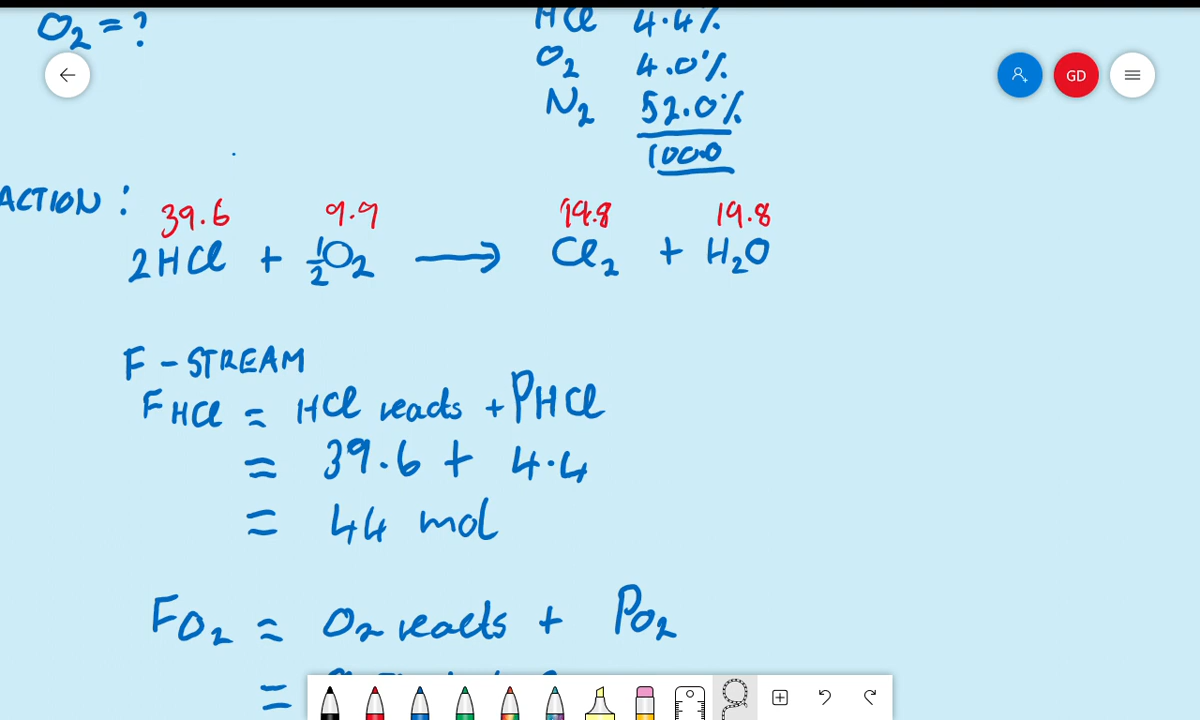 O2 = ?
HCl 4.4%
O2 4.0%
N2 52.0%
100.0
GD
ACTION :
39.6 9.9 19.8 19.8
2HCl + 1/2 O2 → Cl2 + H2O
F - STREAM
FHCl = HCl reacts + PHCl
= 39.6 + 4.4
= 44 mol
FO2 = O2 reacts + PO2
=